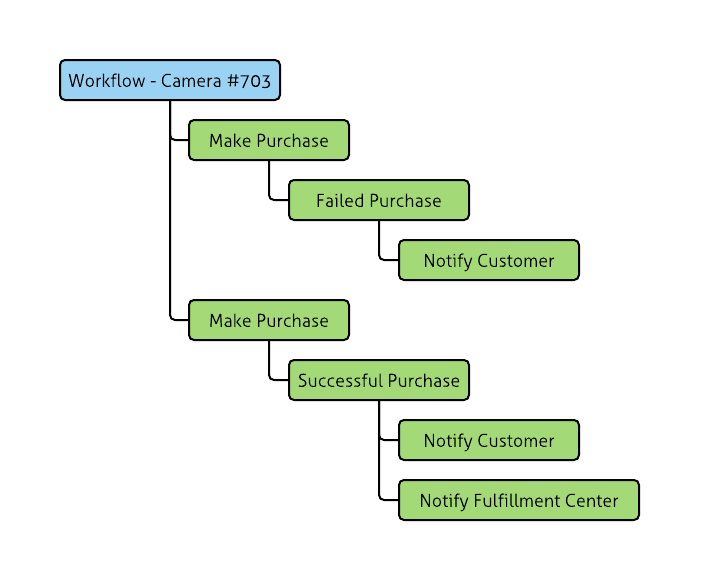 Workflow - Camera #703
Make Purchase
Failed Purchase
Notify Customer
Make Purchase
Successful Purchase
Notify Customer
Notify Fulfillment Center